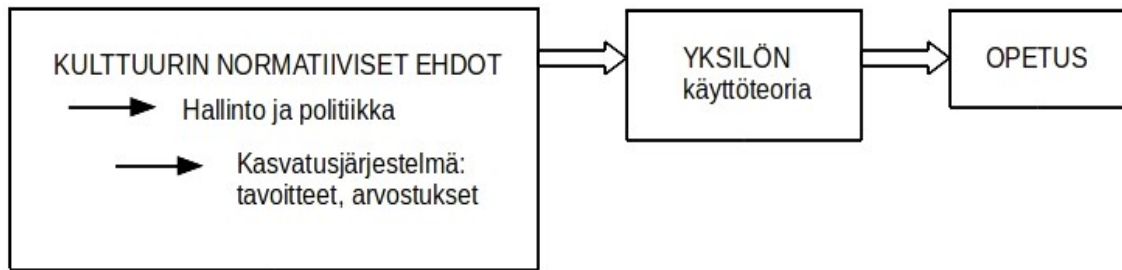 KULTTUURIN NORMATIIVISET EHDOT
Hallinto ja politiikka
Kasvatusjärjestelmä:
tavoitteet, arvostukset
YKSILÖN
käyttöteoria
OPETUS